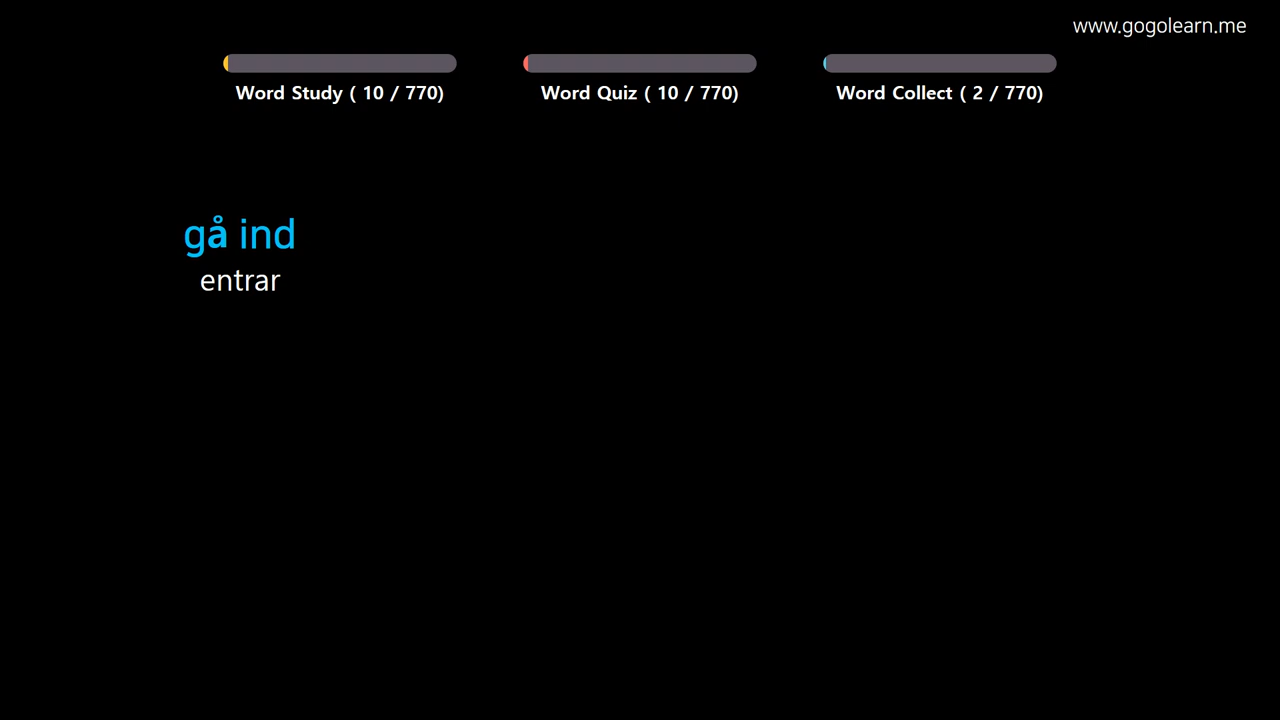 www.gogolearn.me
Word Study ( 10 / 770)
Word Quiz ( 10 / 770)
Word Collect ( 2 / 770)
gå ind
entrar